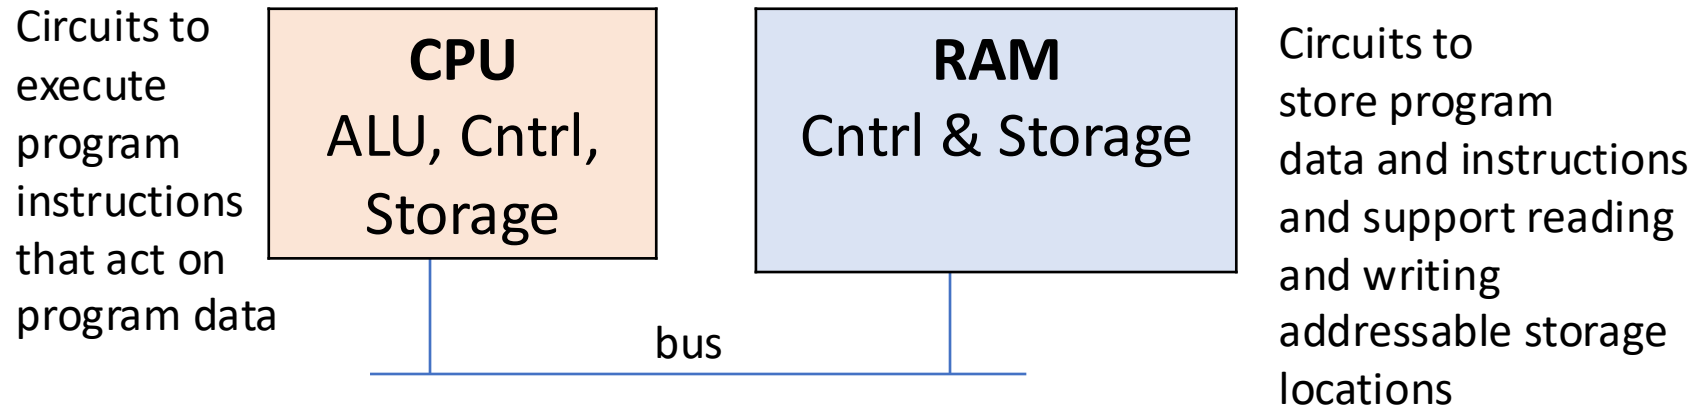 Circuits to
execute
program
instructions
that act on
program data
CPU
ALU, Cntrl,
Storage
RAM
Cntrl & Storage
bus
Circuits to
store program
data and instructions
and support reading
and writing
addressable storage
locations